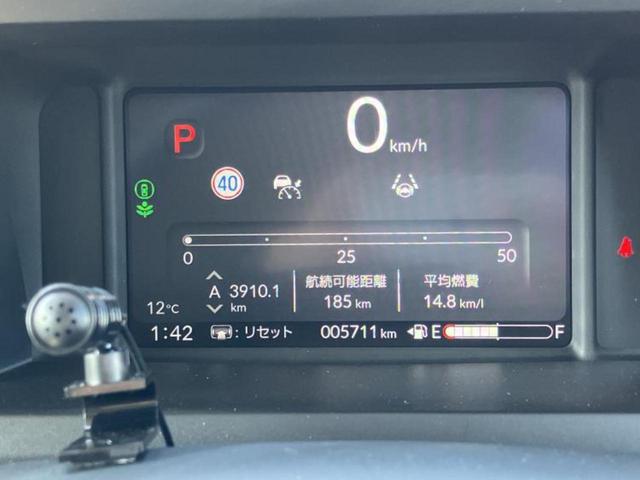 0 km/h
P
40
0 25 50
A 3910.1 km
航続可能距離
185 km
平均燃費
14.8 km/l
12°C
1:42
:リセット
005711 km
E F